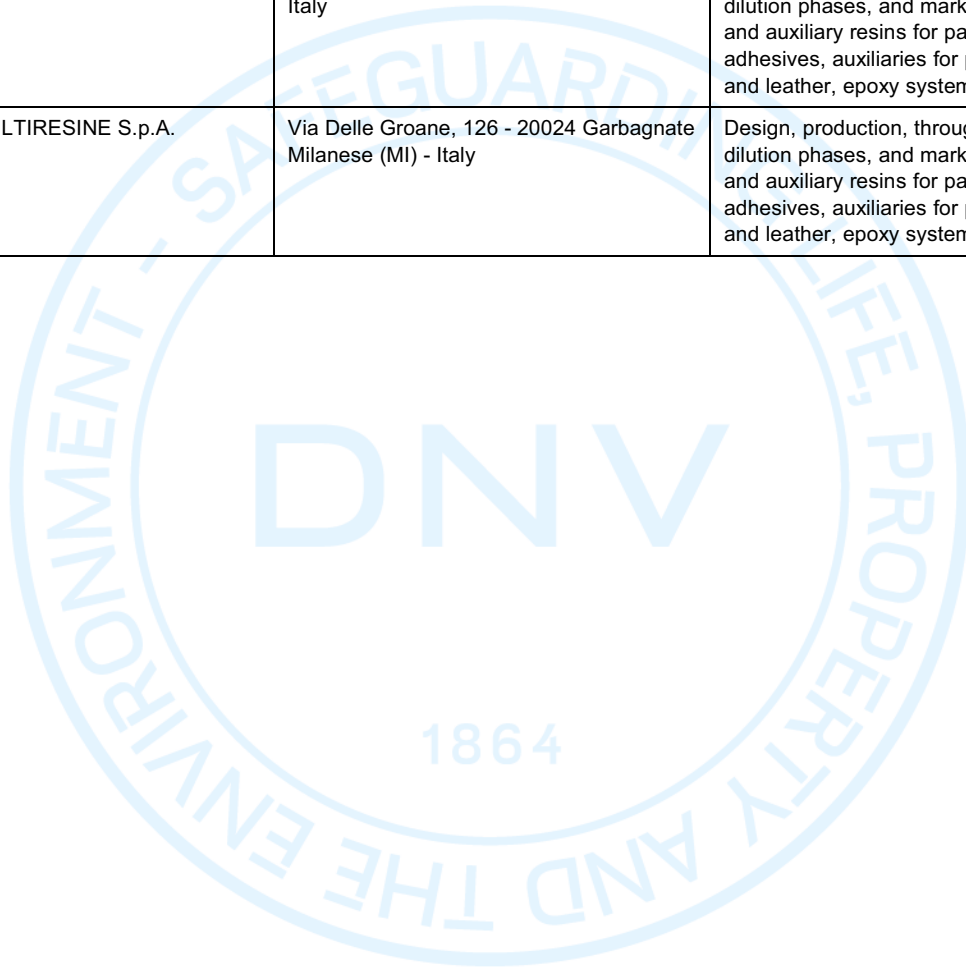 Italy
dilution phases, and mark
and auxiliary resins for pa
adhesives, auxiliaries for
and leather, epoxy system
LTIRESINE S.p.A.
Via Delle Groane, 126 - 20024 Garbagnate
Milanese (MI) - Italy
Design, production, throug
dilution phases, and mark
and auxiliary resins for pa
adhesives, auxiliaries for
and leather, epoxy system
SAFEGUARDING LIFE, PROPERTY AND THE ENVIRONMENT -
DNV
1864